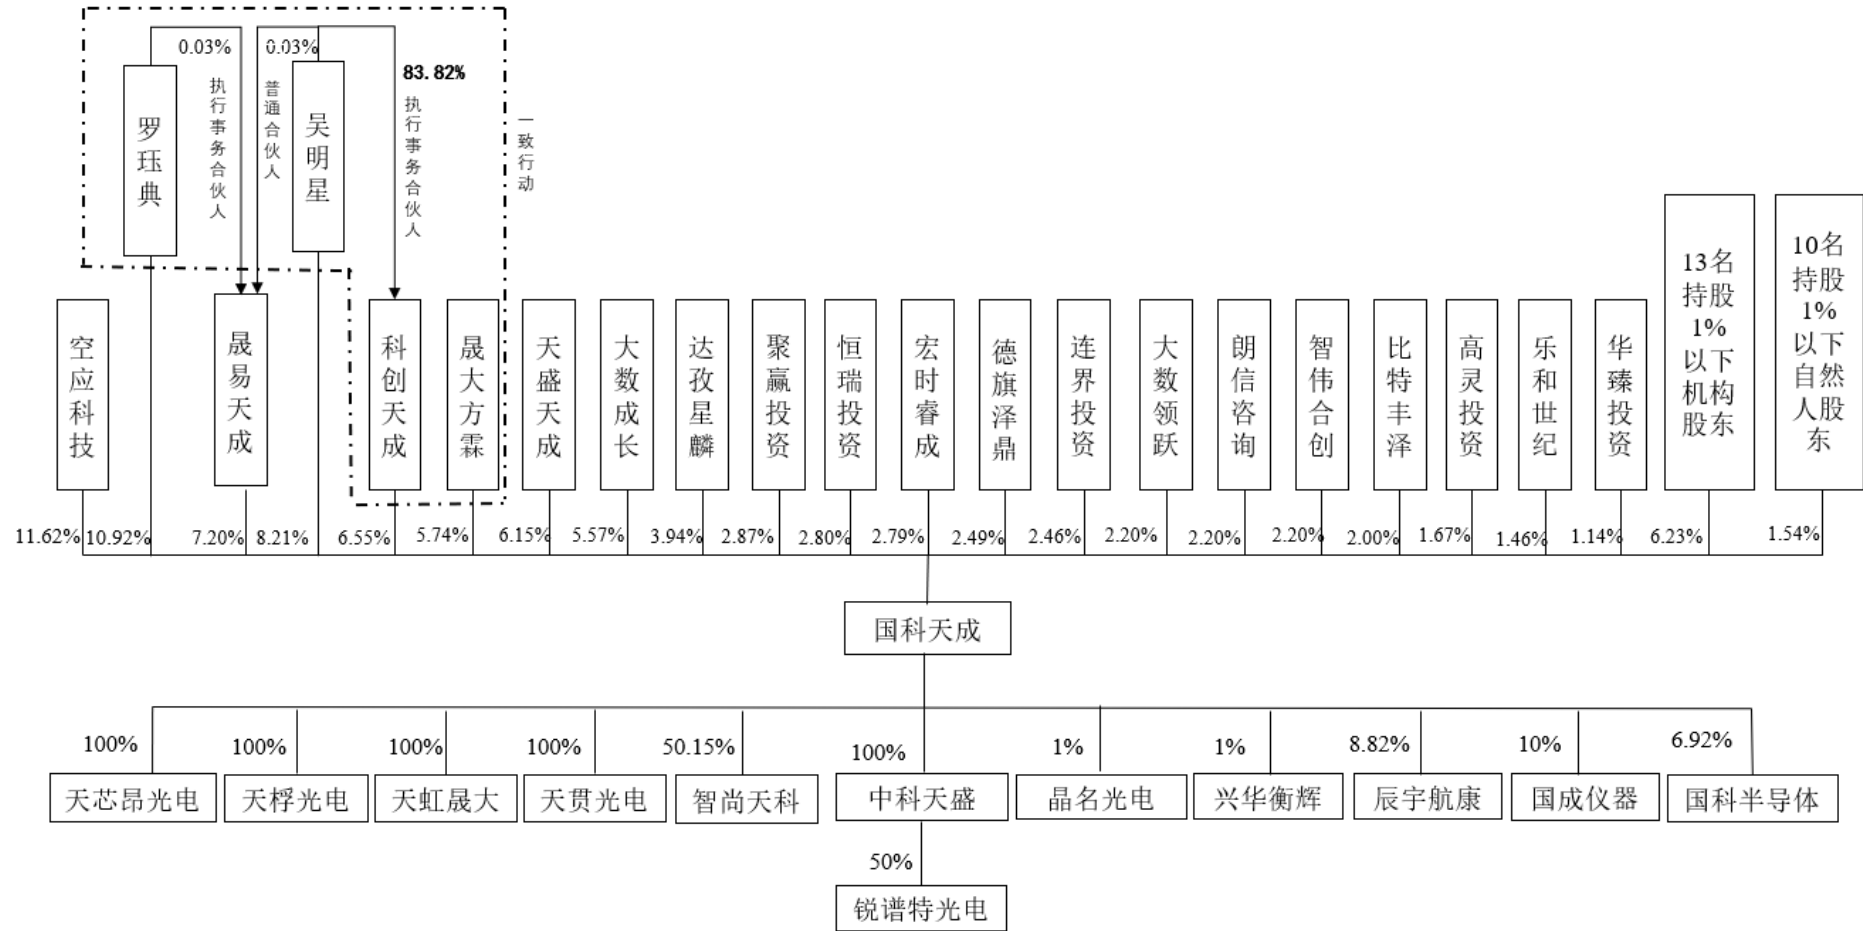 0.03%
0.03%
83.82%
执行事务合伙人
普通合伙人
执行事务合伙人
一致行动
罗珏典
吴明星
空应科技
晟易天成
科创天成
晟大方霖
天盛天成
大数成长
达孜星麟
聚赢投资
恒瑞投资
宏时睿成
德旗泽鼎
连界投资
大数领跃
朗信咨询
智伟合创
比特丰泽
高灵投资
乐和世纪
华臻投资
13名
持股
1%
以下
机构
股东
10名
持股
1%
以下
自然
人股
东
11.62%
10.92%
7.20%
8.21%
6.55%
5.74%
6.15%
5.57%
3.94%
2.87%
2.80%
2.79%
2.49%
2.46%
2.20%
2.20%
2.20%
2.00%
1.67%
1.46%
1.14%
6.23%
1.54%
国科天成
100%
100%
100%
100%
50.15%
100%
1%
1%
8.82%
10%
6.92%
天芯昂光电
天桴光电
天虹晟大
天贯光电
智尚天科
中科天盛
晶名光电
兴华衡辉
辰宇航康
国成仪器
国科半导体
50%
锐谱特光电